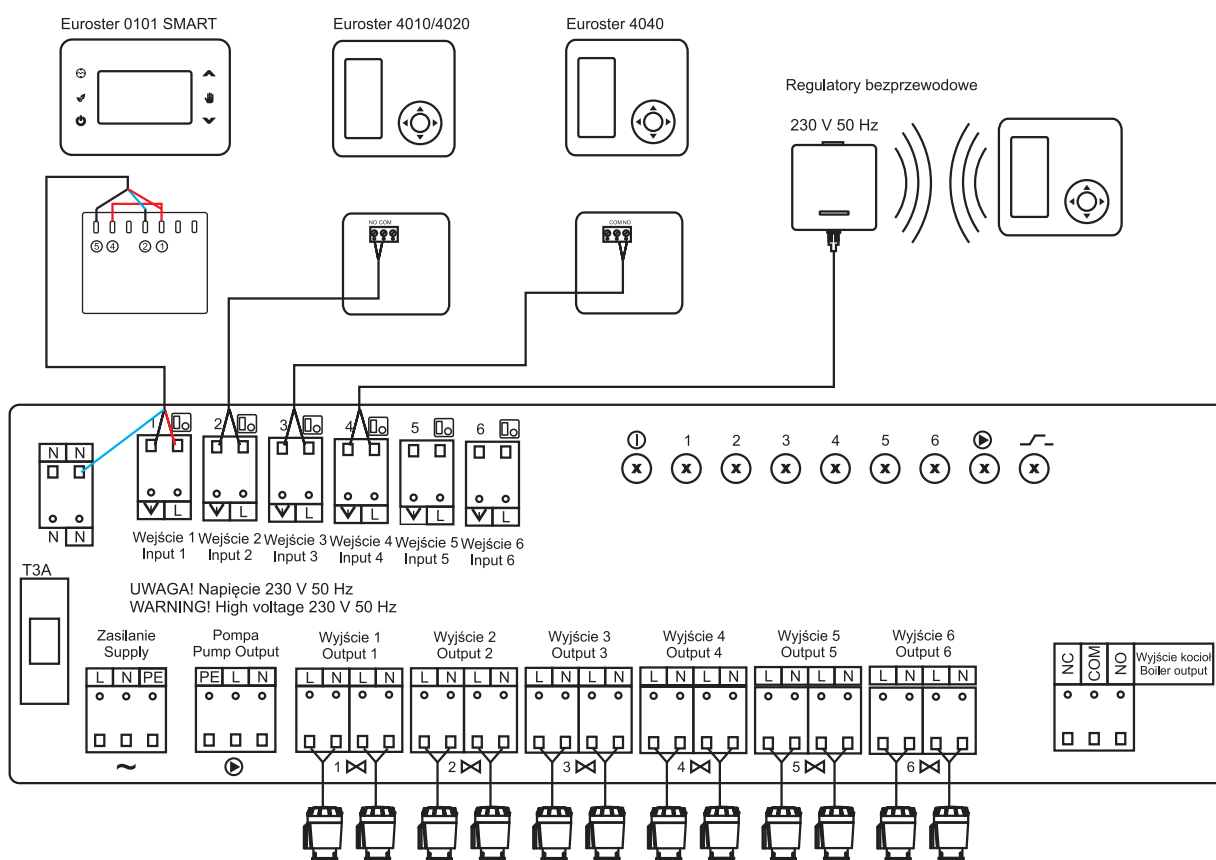 Euroster 0101 SMART
Euroster 4010/4020
Euroster 4040
Regulatory bezprzewodowe
230 V 50 Hz
NO COM
COM NO
5 4 2 1
1 2 3 4 5 6
1 2 3 4 5 6
N N
N N
L
L
L
L
L
L
Wejście 1
Input 1
Wejście 2
Input 2
Wejście 3
Input 3
Wejście 4
Input 4
Wejście 5
Input 5
Wejście 6
Input 6
T3A
UWAGA! Napięcie 230 V 50 Hz
WARNING! High voltage 230 V 50 Hz
Zasilanie
Supply
L N PE
Pompa
Pump Output
PE L N
Wyjście 1
Output 1
L N L N
1
Wyjście 2
Output 2
L N L N
2
Wyjście 3
Output 3
L N L N
3
Wyjście 4
Output 4
L N L N
4
Wyjście 5
Output 5
L N L N
5
Wyjście 6
Output 6
L N L N
6
NC COM NO
Wyjście kocioł
Boiler output